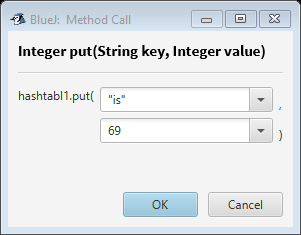 BlueJ: Method Call
Integer put(String key, Integer value)
hashtabl1.put( "is" ,
69 )
OK Cancel